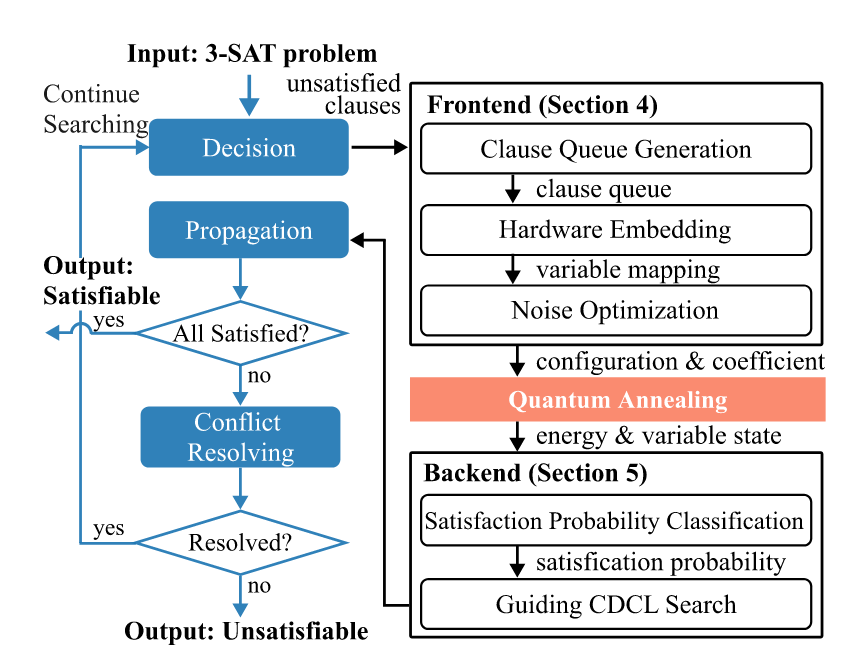 Input: 3-SAT problem
Continue
Searching
unsatisfied
clauses
Decision
Propagation
Output:
Satisfiable
yes
All Satisfied?
no
Conflict
Resolving
yes
Resolved?
no
Output: Unsatisfiable
Frontend (Section 4)
Clause Queue Generation
clause queue
Hardware Embedding
variable mapping
Noise Optimization
configuration & coefficient
Quantum Annealing
energy & variable state
Backend (Section 5)
Satisfaction Probability Classification
satisfication probability
Guiding CDCL Search